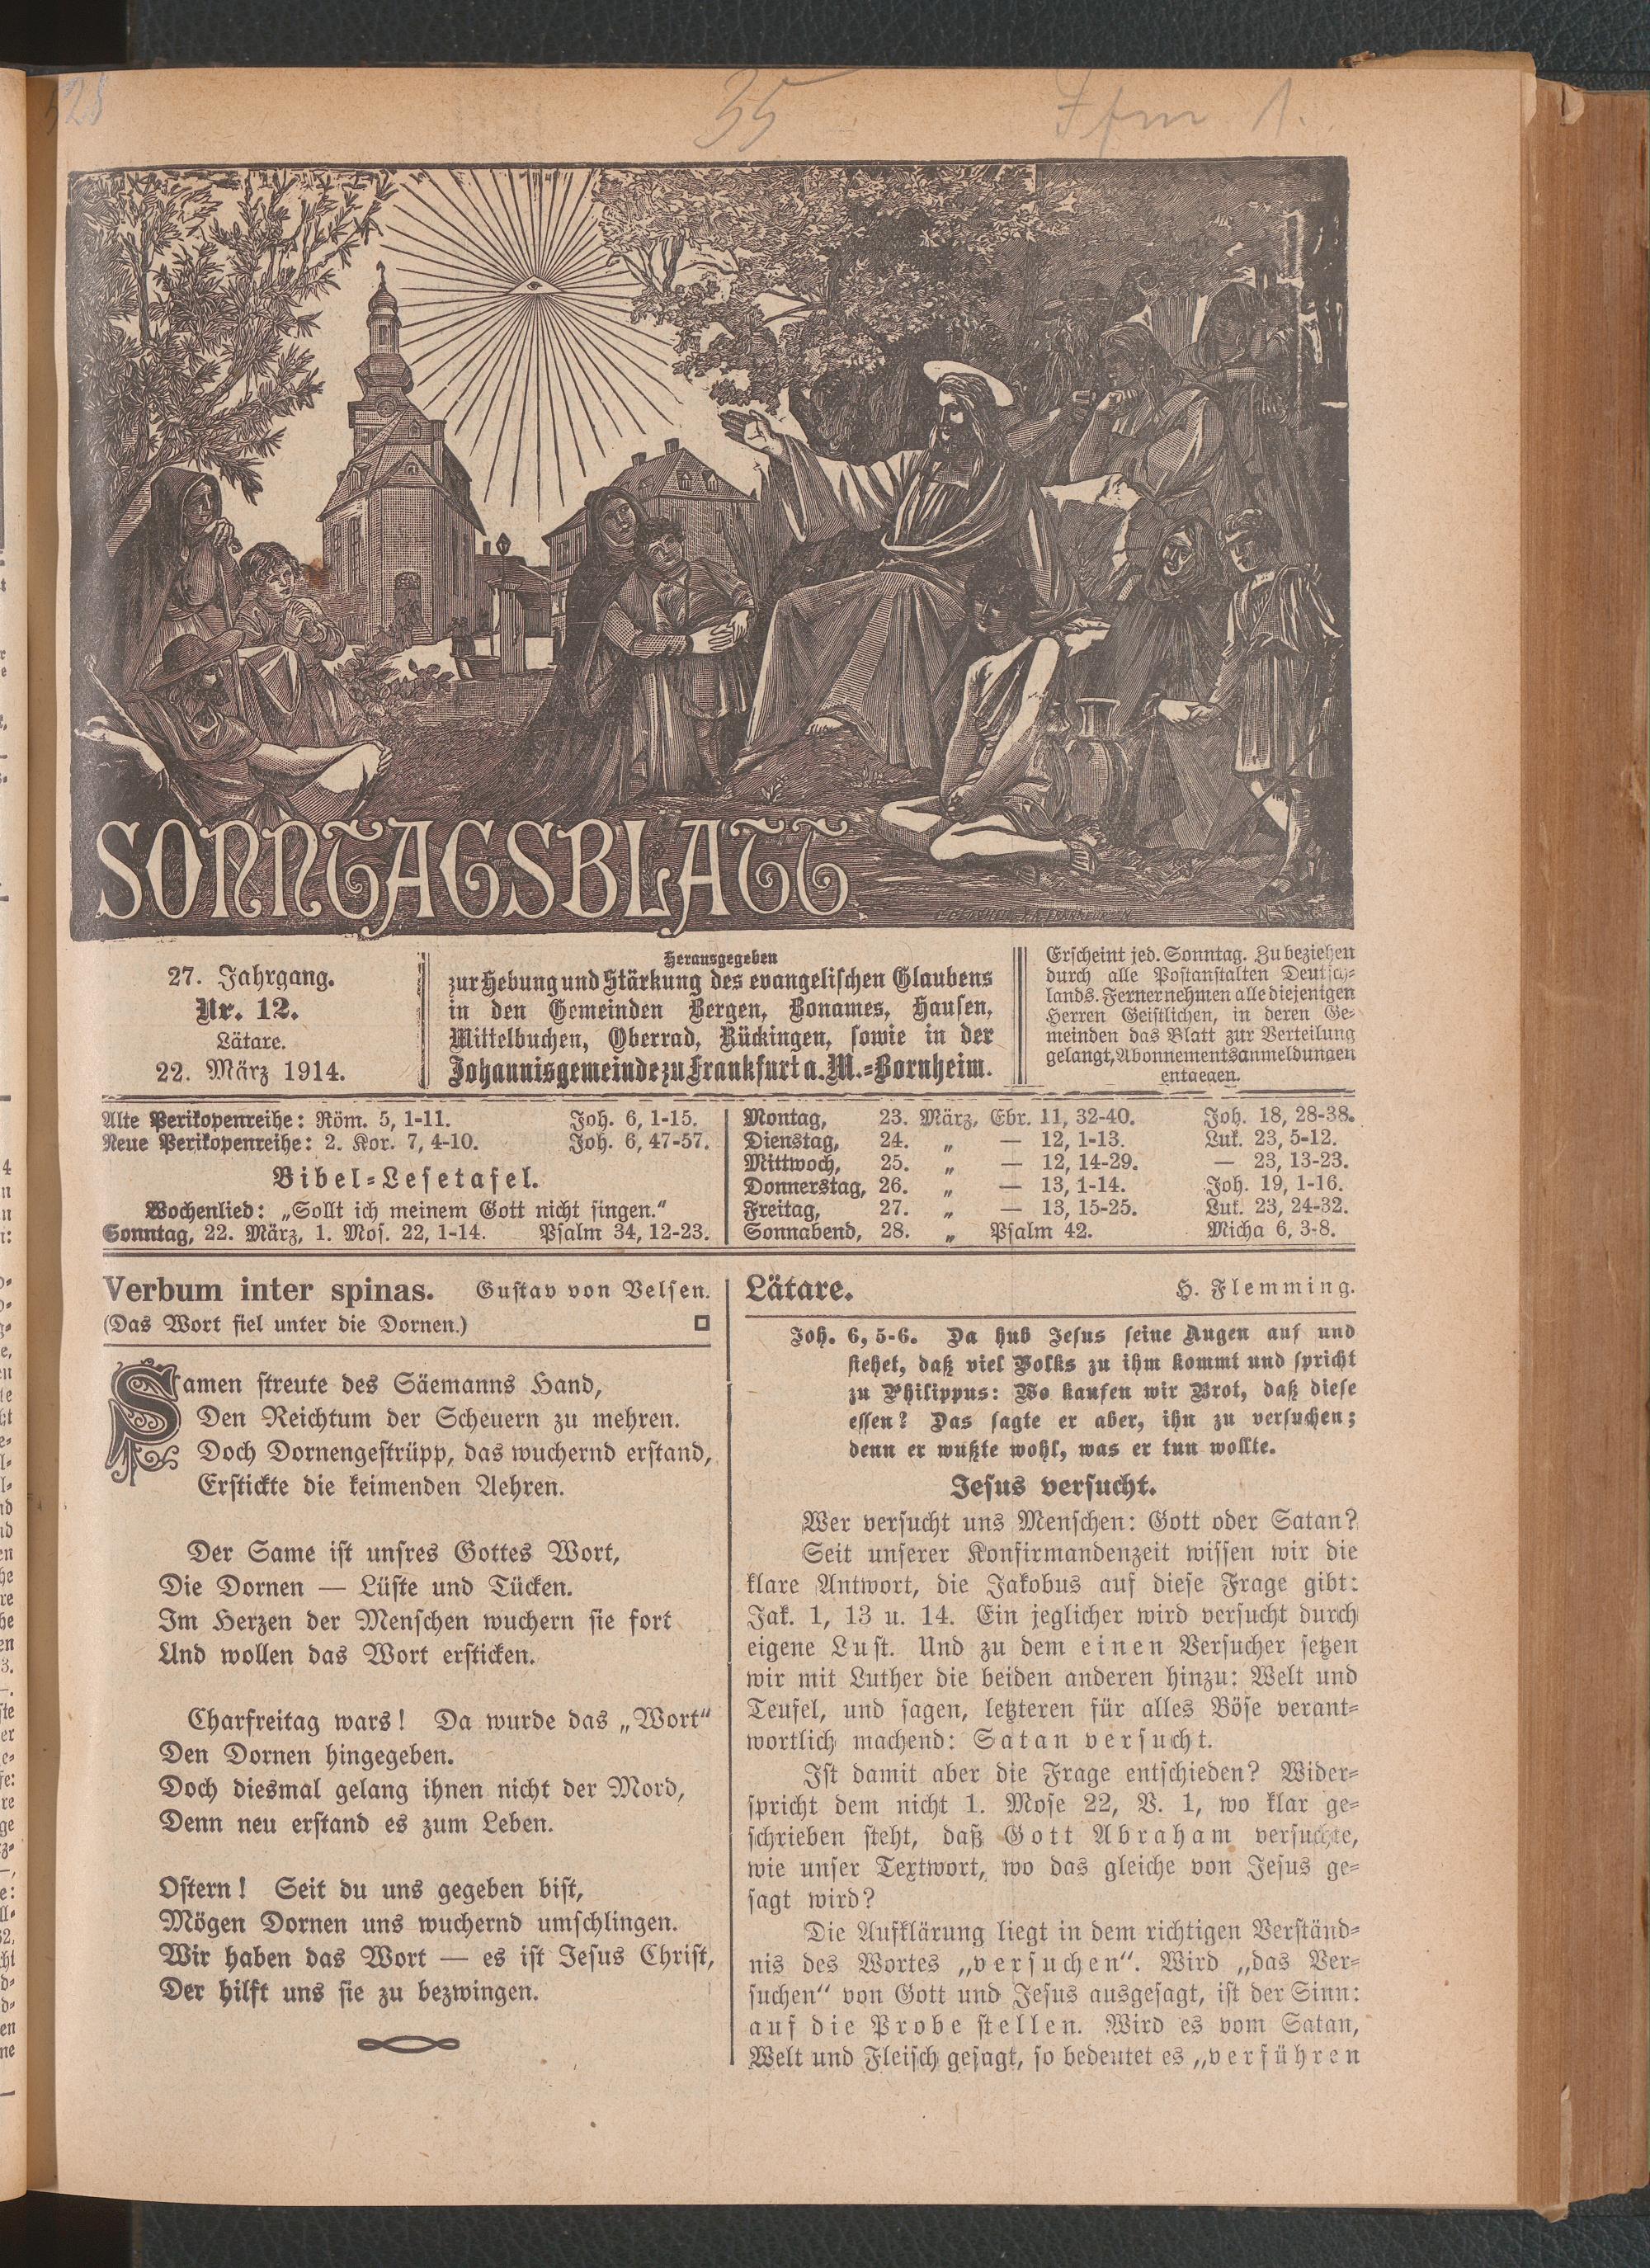 35
SONNTAGSBLATT
27. Jahrgang.
Nr. 12.
Lätare.
22. März 1914.
Herausgegeben
zur Hebung und Stärkung des evangelischen Glaubens
in den Gemeinden Bergen, Bonames, Hausen,
Mittelbuchen, Oberrad, Rückingen, sowie in der
Johannisgemeinde zu Frankfurt a. M.-Bornheim.
Erscheint jed. Sonntag. Zu beziehen
durch alle Postanstalten Deutsch-
lands. Ferner nehmen alle diejenigen
Herren Geistlichen, in deren Ge-
meinden das Blatt zur Verteilung
gelangt, Abonnementsanmeldungen
entgegen.
Alte Perikopenreihe: Röm. 5, 1-11. Joh. 6, 1-15.
Neue Perikopenreihe: 2. Kor. 7, 4-10. Joh. 6, 47-57.
Bibel-Lesetafel.
Wochenlied: „Sollt ich meinem Gott nicht singen.“
Sonntag, 22. März, 1. Mos. 22, 1-14. Psalm 34, 12-23.
Montag, 23. März, Ebr. 11, 32-40. Joh. 18, 28-38.
Dienstag, 24. „ — 12, 1-13. Luk. 23, 5-12.
Mittwoch, 25. „ — 12, 14-29. — 23, 13-23.
Donnerstag, 26. „ — 13, 1-14. Joh. 19, 1-16.
Freitag, 27. „ — 13, 15-25. Luk. 23, 24-32.
Sonnabend, 28. „ Psalm 42. Micha 6, 3-8.
Verbum inter spinas. Gustav von Velsen.
(Das Wort fiel unter die Dornen.)
Samen streute des Säemanns Hand,
Den Reichtum der Scheuern zu mehren.
Doch Dornengestrüpp, das wuchernd erstand,
Erstickte die keimenden Aehren.
Der Same ist unsres Gottes Wort,
Die Dornen — Lüste und Tücken.
Im Herzen der Menschen wuchern sie fort
Und wollen das Wort ersticken.
Charfreitag wars! Da wurde das „Wort“
Den Dornen hingegeben.
Doch diesmal gelang ihnen nicht der Mord,
Denn neu erstand es zum Leben.
Ostern! Seit du uns gegeben bist,
Mögen Dornen uns wuchernd umschlingen.
Wir haben das Wort — es ist Jesus Christ,
Der hilft uns sie zu bezwingen.
Lätare. H. Flemming.
Joh. 6, 5-6. Da hub Jesus seine Augen auf und
siehet, daß viel Volks zu ihm kommt und spricht
zu Philippus: Wo kaufen wir Brot, daß diese
essen? Das sagte er aber, ihn zu versuchen;
denn er wußte wohl, was er tun wollte.
Jesus versucht.
Wer versucht uns Menschen: Gott oder Satan?
Seit unserer Konfirmandenzeit wissen wir die
klare Antwort, die Jakobus auf diese Frage gibt:
Jak. 1, 13 u. 14. Ein jeglicher wird versucht durch
eigene Lust. Und zu dem einen Versucher setzen
wir mit Luther die beiden anderen hinzu: Welt und
Teufel, und sagen, letzteren für alles Böse verant-
wortlich machend: Satan versucht.
Ist damit aber die Frage entschieden? Wider-
spricht dem nicht 1. Mose 22, V. 1, wo klar ge-
schrieben steht, daß Gott Abraham versuchte,
wie unser Textwort, wo das gleiche von Jesus ge-
sagt wird?
Die Aufklärung liegt in dem richtigen Verständ-
nis des Wortes „versuchen“. Wird „das Ver-
suchen“ von Gott und Jesus ausgesagt, ist der Sinn:
auf die Probe stellen. Wird es vom Satan,
Welt und Fleisch gesagt, so bedeutet es „verführen